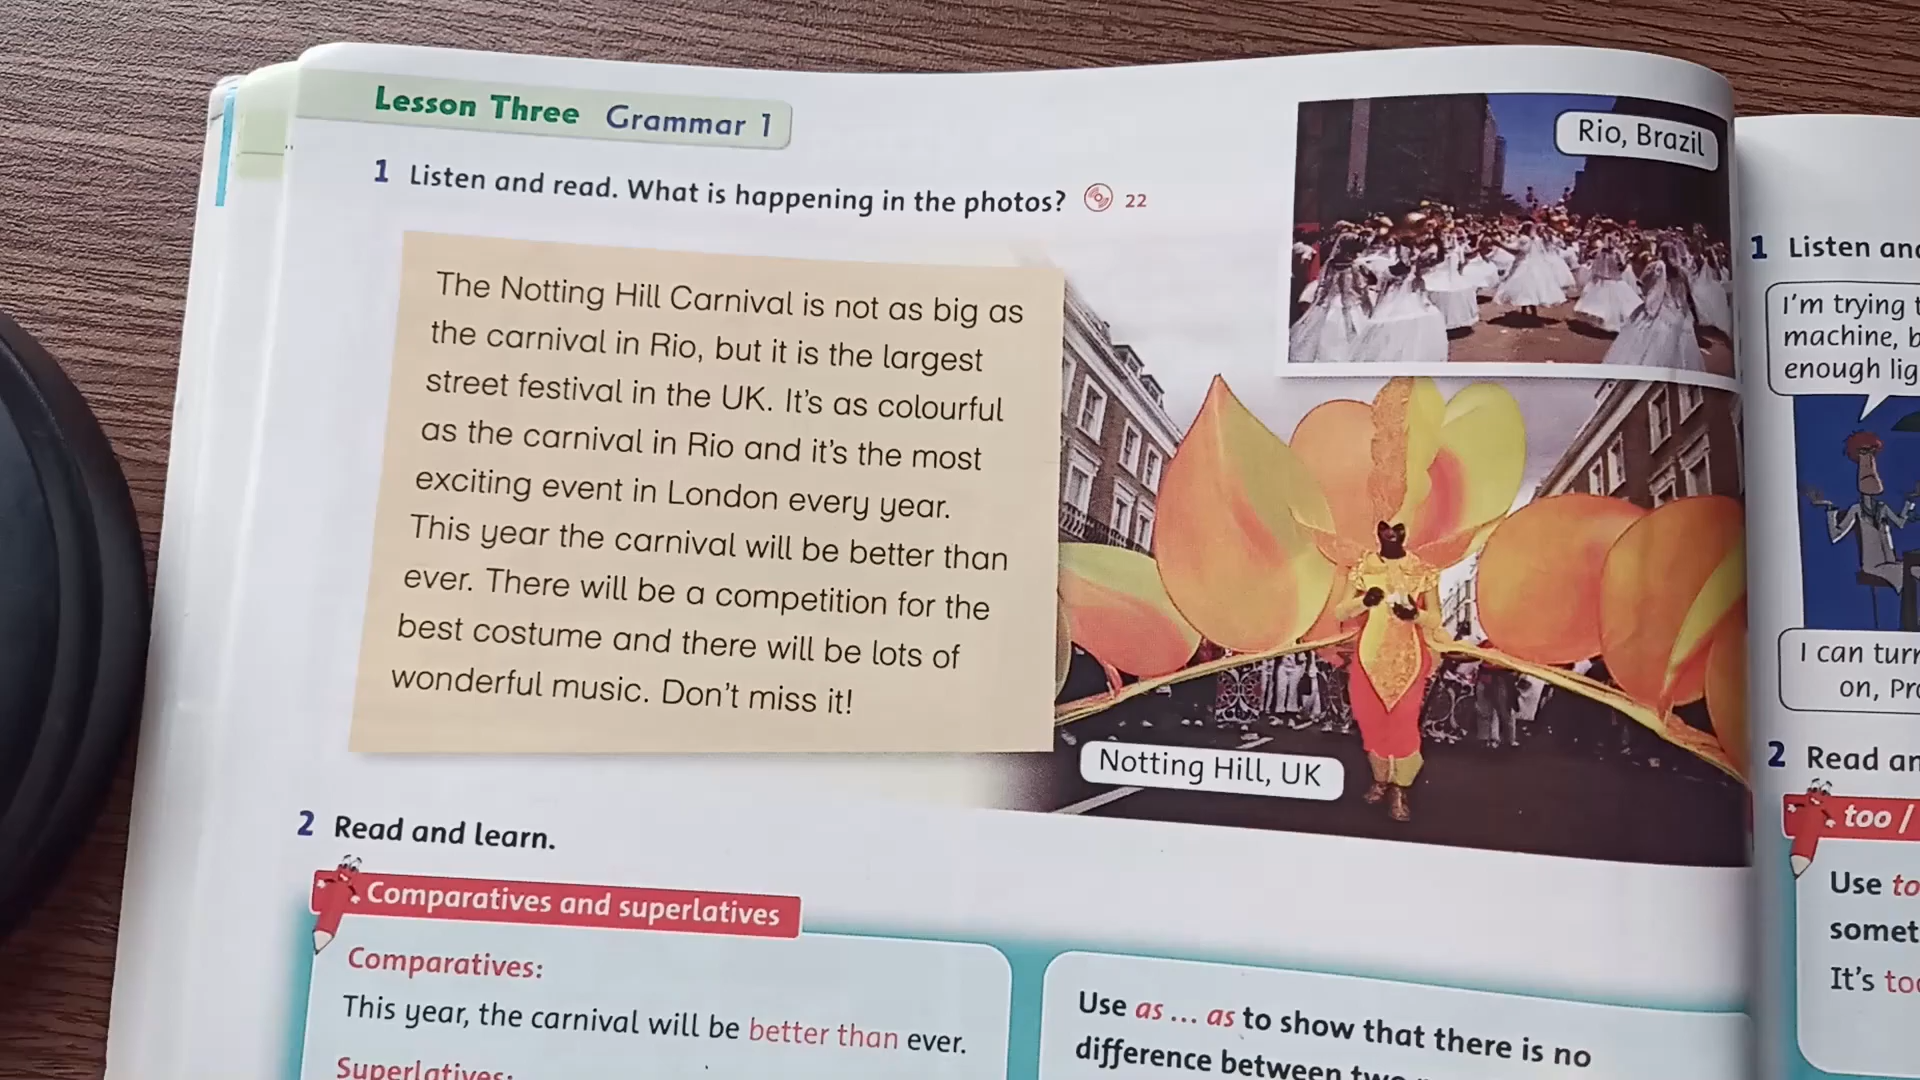 Lesson Three Grammar 1
1 Listen and read. What is happening in the photos? 22
The Notting Hill Carnival is not as big as
the carnival in Rio, but it is the largest
street festival in the UK. It's as colourful
as the carnival in Rio and it's the most
exciting event in London every year.
This year the carnival will be better than
ever. There will be a competition for the
best costume and there will be lots of
wonderful music. Don't miss it!
Rio, Brazil
Notting Hill, UK
2 Read and learn.
Comparatives and superlatives
Comparatives:
This year, the carnival will be better than ever.
Superlatives:
Use as ... as to show that there is no
difference between
1 Listen
I'm trying
machine,
enough
I can
on,
2 Read
too /
Use
It's